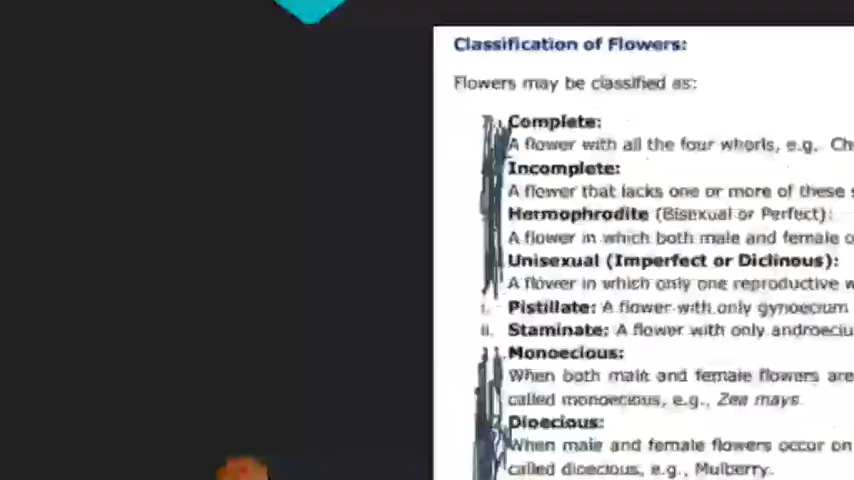 Classification of Flowers:
Flowers may be classified as:
Complete:
A flower with all the four whorls, e.g. Ch
Incomplete:
A flower that lacks one or more of these s
Hermophrodite (Bisexual or Perfect):
A flower in which both male and female o
Unisexual (Imperfect or Diclinous):
A flower in which only one reproductive w
i. Pistillate: A flower with only gynoecium
ii. Staminate: A flower with only androeciu
Monoecious:
When both male and female flowers are
called monoecious, e.g., Zea mays.
Dioecious:
When male and female flowers occur on
called dioecious, e.g., Mulberry.